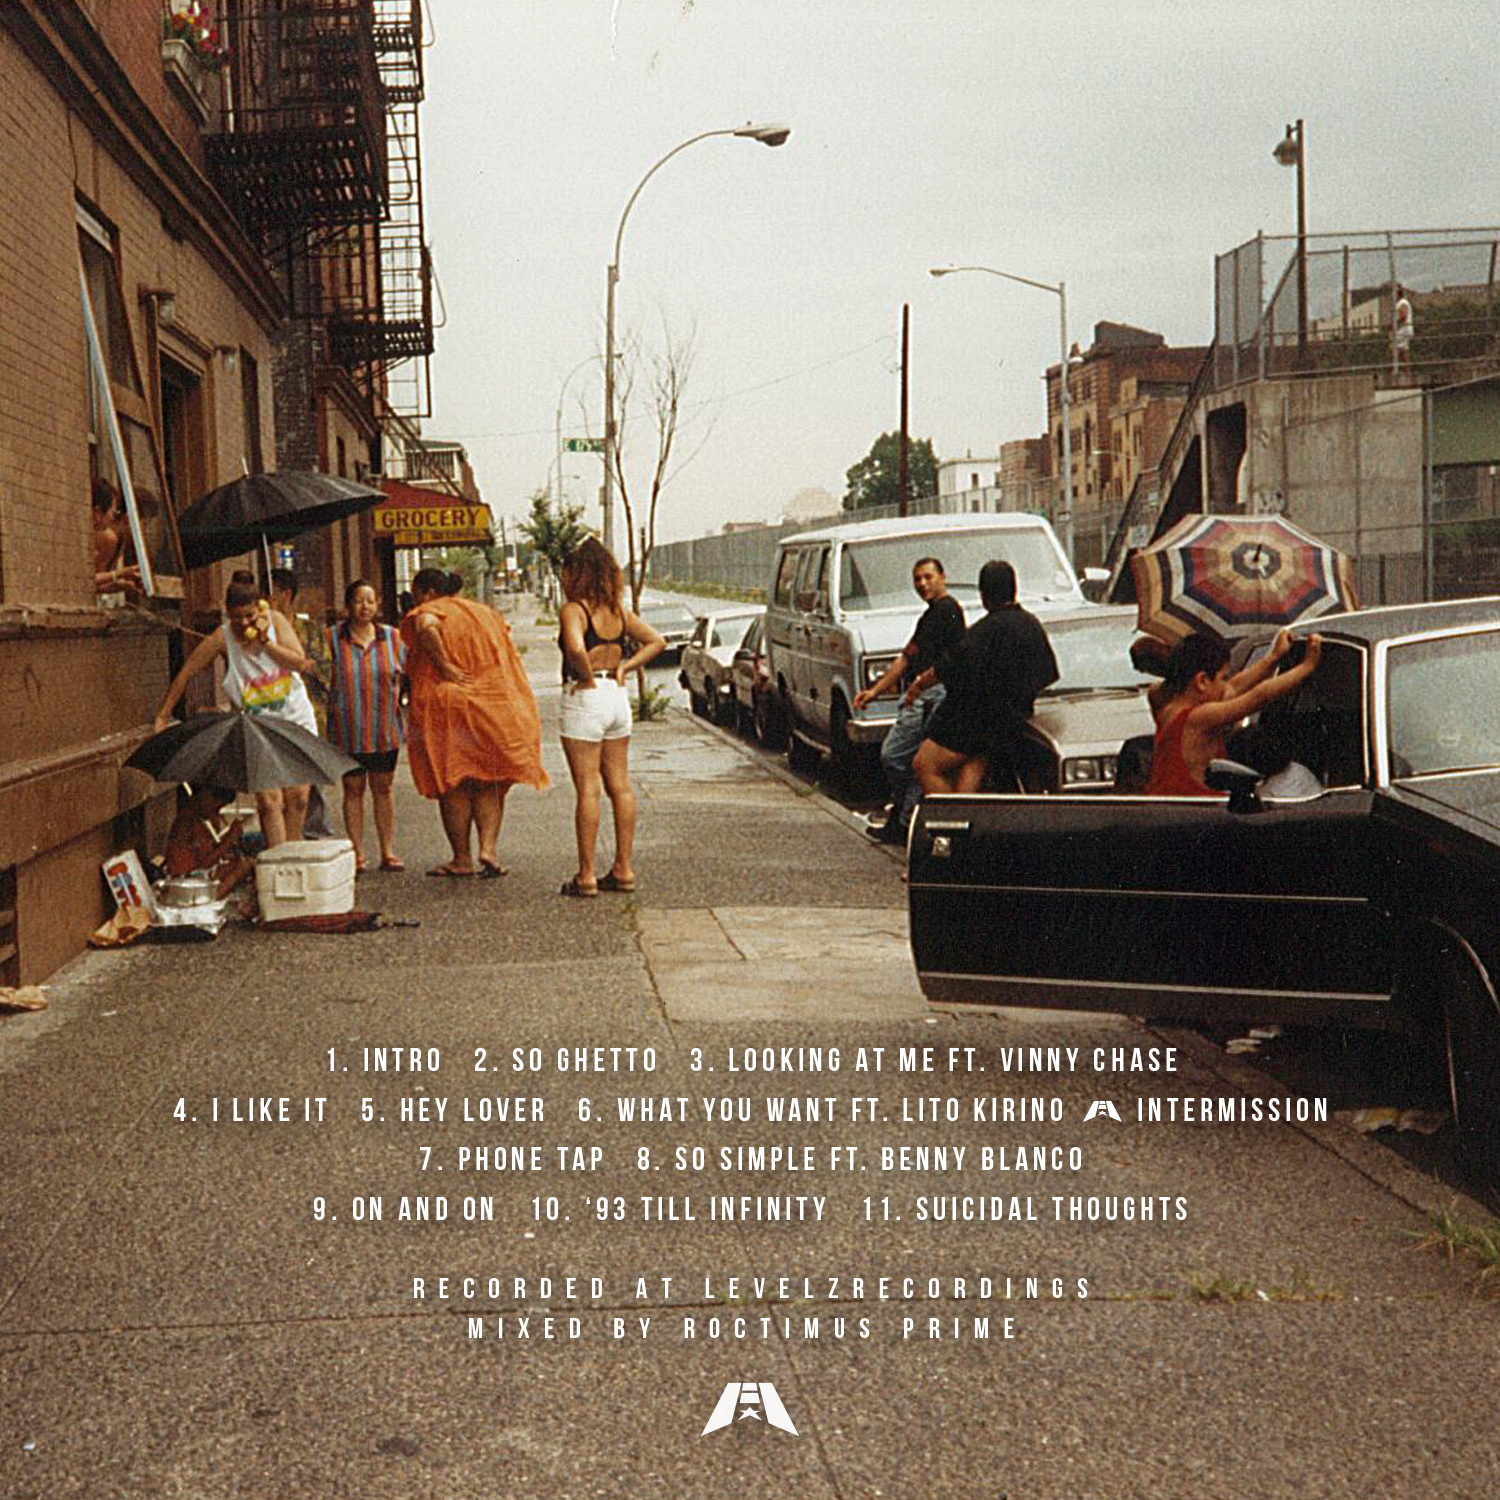 GROCERY
1. INTRO 2. SO GHETTO 3. LOOKING AT ME FT. VINNY CHASE
4. I LIKE IT 5. HEY LOVER 6. WHAT YOU WANT FT. LITO KIRINO INTERMISSION
7. PHONE TAP 8. SO SIMPLE FT. BENNY BLANCO
9. ON AND ON 10. ‘93 TILL INFINITY 11. SUICIDAL THOUGHTS
RECORDED AT LEVELZRECORDINGS
MIXED BY ROCTIMUS PRIME